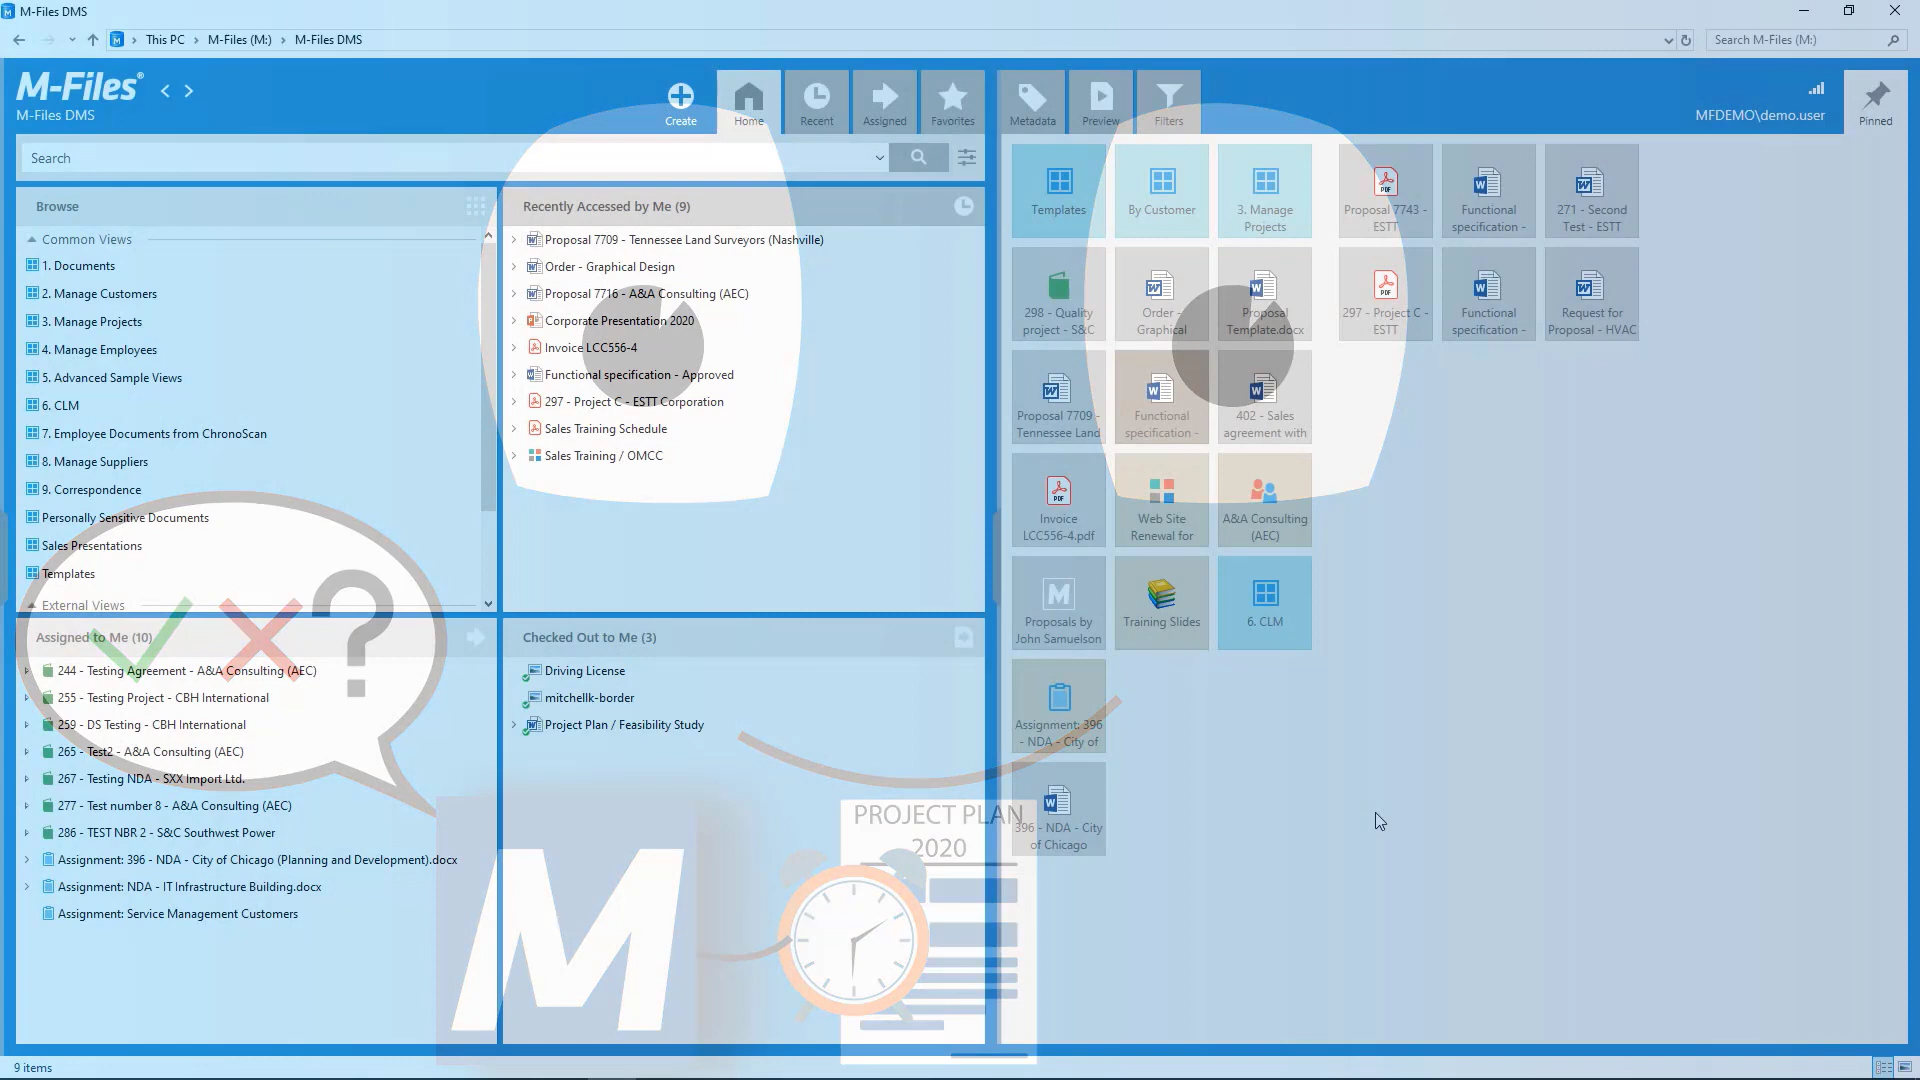 M-Files DMS
This PC
M-Files (M:)
M-Files DMS
Search M-Files (M:)
M-Files®
M-Files DMS
Create
Home
Recent
Assigned
Favorites
Metadata
Preview
Filters
MFDEMO\demo.user
Pinned
Search
Browse
Common Views
1. Documents
2. Manage Customers
3. Manage Projects
4. Manage Employees
5. Advanced Sample Views
6. CLM
7. Employee Documents from ChronoScan
8. Manage Suppliers
9. Correspondence
Personally Sensitive Documents
Sales Presentations
Templates
External Views
Recently Accessed by Me (9)
Proposal 7709 - Tennessee Land Surveyors (Nashville)
Order - Graphical Design
Proposal 7716 - A&A Consulting (AEC)
Corporate Presentation 2020
Invoice LCC556-4
Functional specification - Approved
297 - Project C - ESTT Corporation
Sales Training Schedule
Sales Training / OMCC
Assigned to Me (10)
244 - Testing Agreement - A&A Consulting (AEC)
255 - Testing Project - CBH International
259 - DS Testing - CBH International
265 - Test2 - A&A Consulting (AEC)
267 - Testing NDA - SXX Import Ltd.
277 - Test number 8 - A&A Consulting (AEC)
286 - TEST NBR 2 - S&C Southwest Power
Assignment: 396 - NDA - City of Chicago (Planning and Development).docx
Assignment: NDA - IT Infrastructure Building.docx
Assignment: Service Management Customers
?
Checked Out to Me (3)
Driving License
mitchellk-border
Project Plan / Feasibility Study
M
PROJECT PLAN
2020
Templates
By Customer
3. Manage
Projects
PDF
Proposal 7743 -
ESTT
Functional
specification -
271 - Second
Test - ESTT
298 - Quality
project - S&C
Order -
Graphical
Proposal
Template.docx
PDF
297 - Project C -
ESTT
Functional
specification -
Request for
Proposal - HVAC
Proposal 7709 -
Tennessee Land
Functional
specification -
402 - Sales
agreement with
PDF
Invoice
LCC556-4.pdf
Web Site
Renewal for
A&A Consulting
(AEC)
M
Proposals by
John Samuelson
Training Slides
6. CLM
Assignment: 396
- NDA - City of
396 - NDA - City
of Chicago
9 items